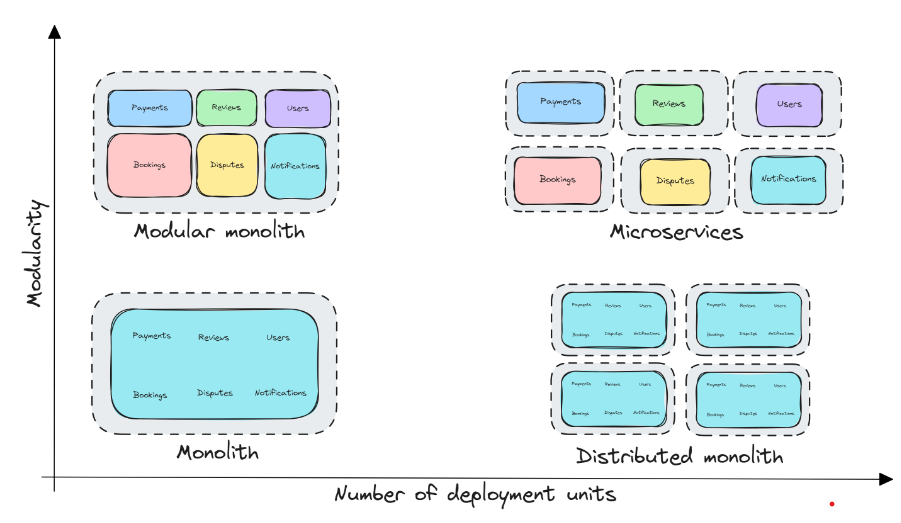 Payments Reviews Users
Bookings Disputes Notifications
Modular monolith
Payments Reviews Users
Bookings Disputes Notifications
Microservices
Modularity
Payments Reviews Users
Bookings Disputes Notifications
Monolith
Payments Reviews Users
Bookings Disputes Notifications
Payments Reviews Users
Bookings Disputes Notifications
Payments Reviews Users
Bookings Disputes Notifications
Payments Reviews Users
Bookings Disputes Notifications
Distributed monolith
Number of deployment units